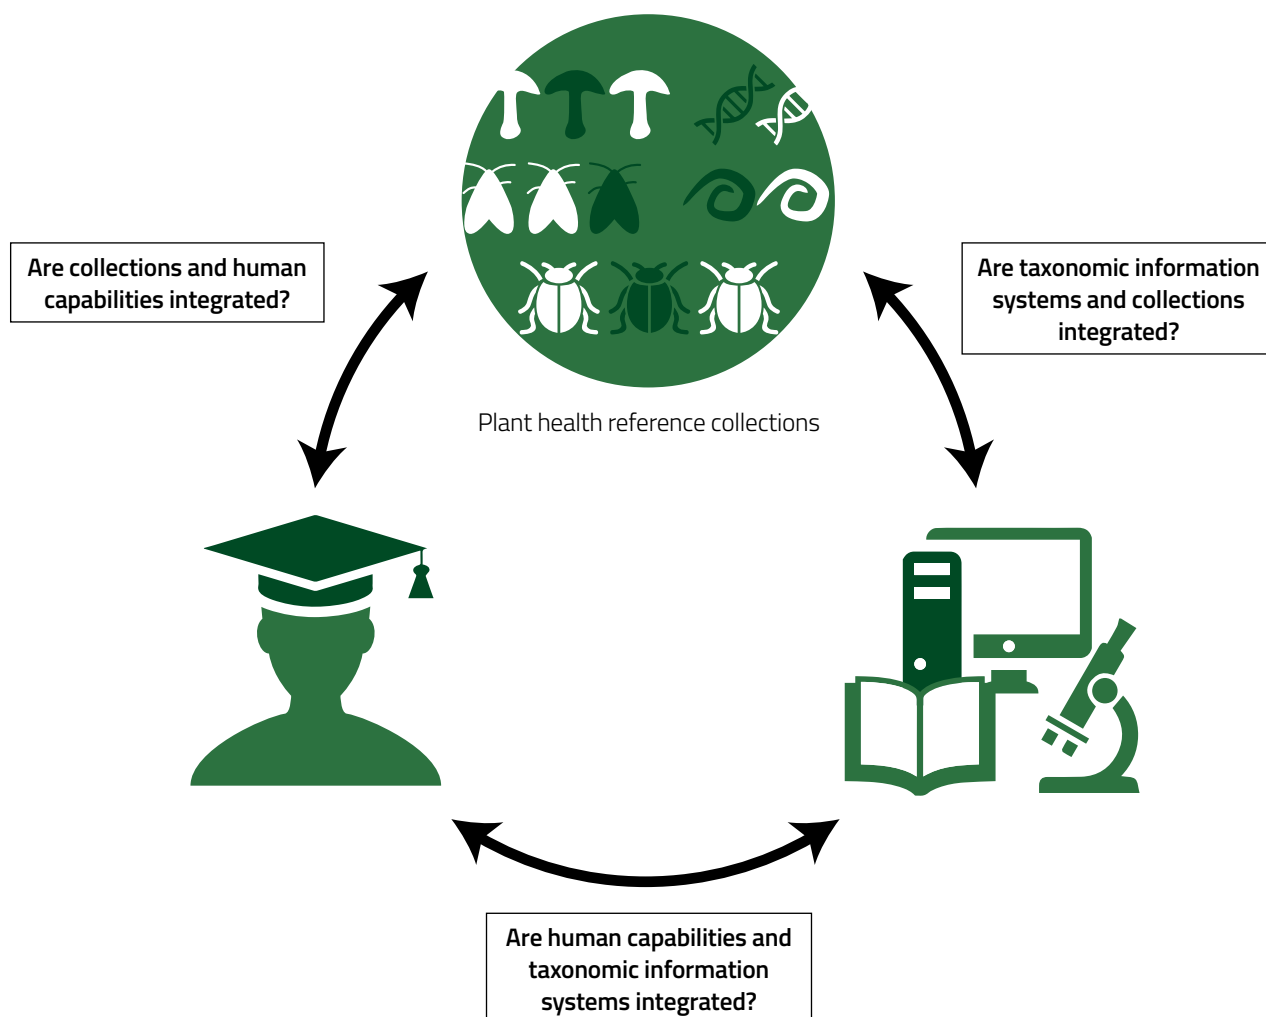 Are collections and human
capabilities integrated?
Are taxonomic information
systems and collections
integrated?
Plant health reference collections
Are human capabilities and
taxonomic information
systems integrated?